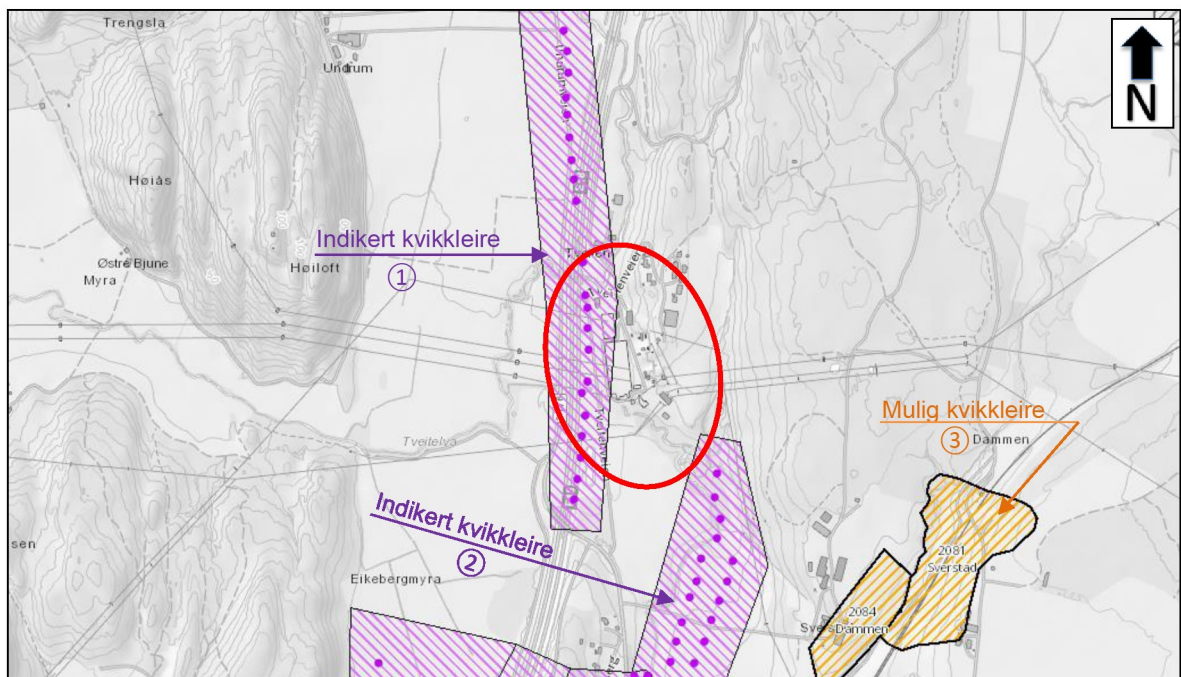 Trengsla
Undrum
N
Høiås
Indikert kvikkleire
①
Østre Bjune
Myra
Høiloft
Mulig kvikkleire
③
Dammen
Tveitelva
Indikert kvikkleire
②
2081
Sverstad
Eikebergmyra
2084
Dammen
sen